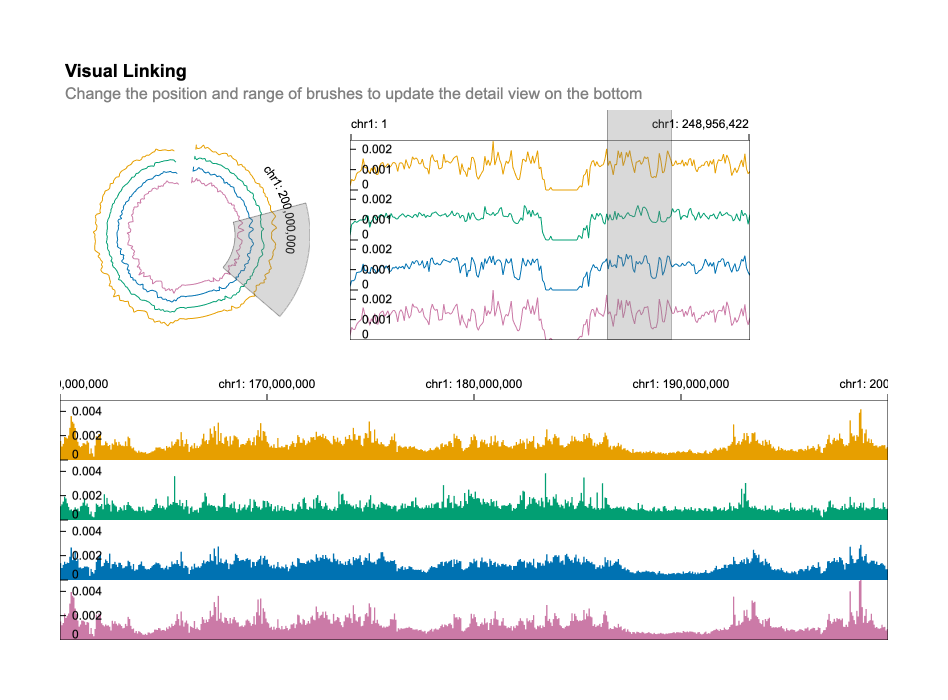 Visual Linking
Change the position and range of brushes to update the detail view on the bottom
chr1: 200,000,000
chr1: 1
chr1: 248,956,422
0.002
0.001
0
0.002
0.001
0
0.002
0.001
0
0.002
0.001
0
0,000,000
chr1: 170,000,000
chr1: 180,000,000
chr1: 190,000,000
chr1: 200
0.004
0.002
0
0.004
0.002
0
0.004
0.002
0
0.004
0.002
0